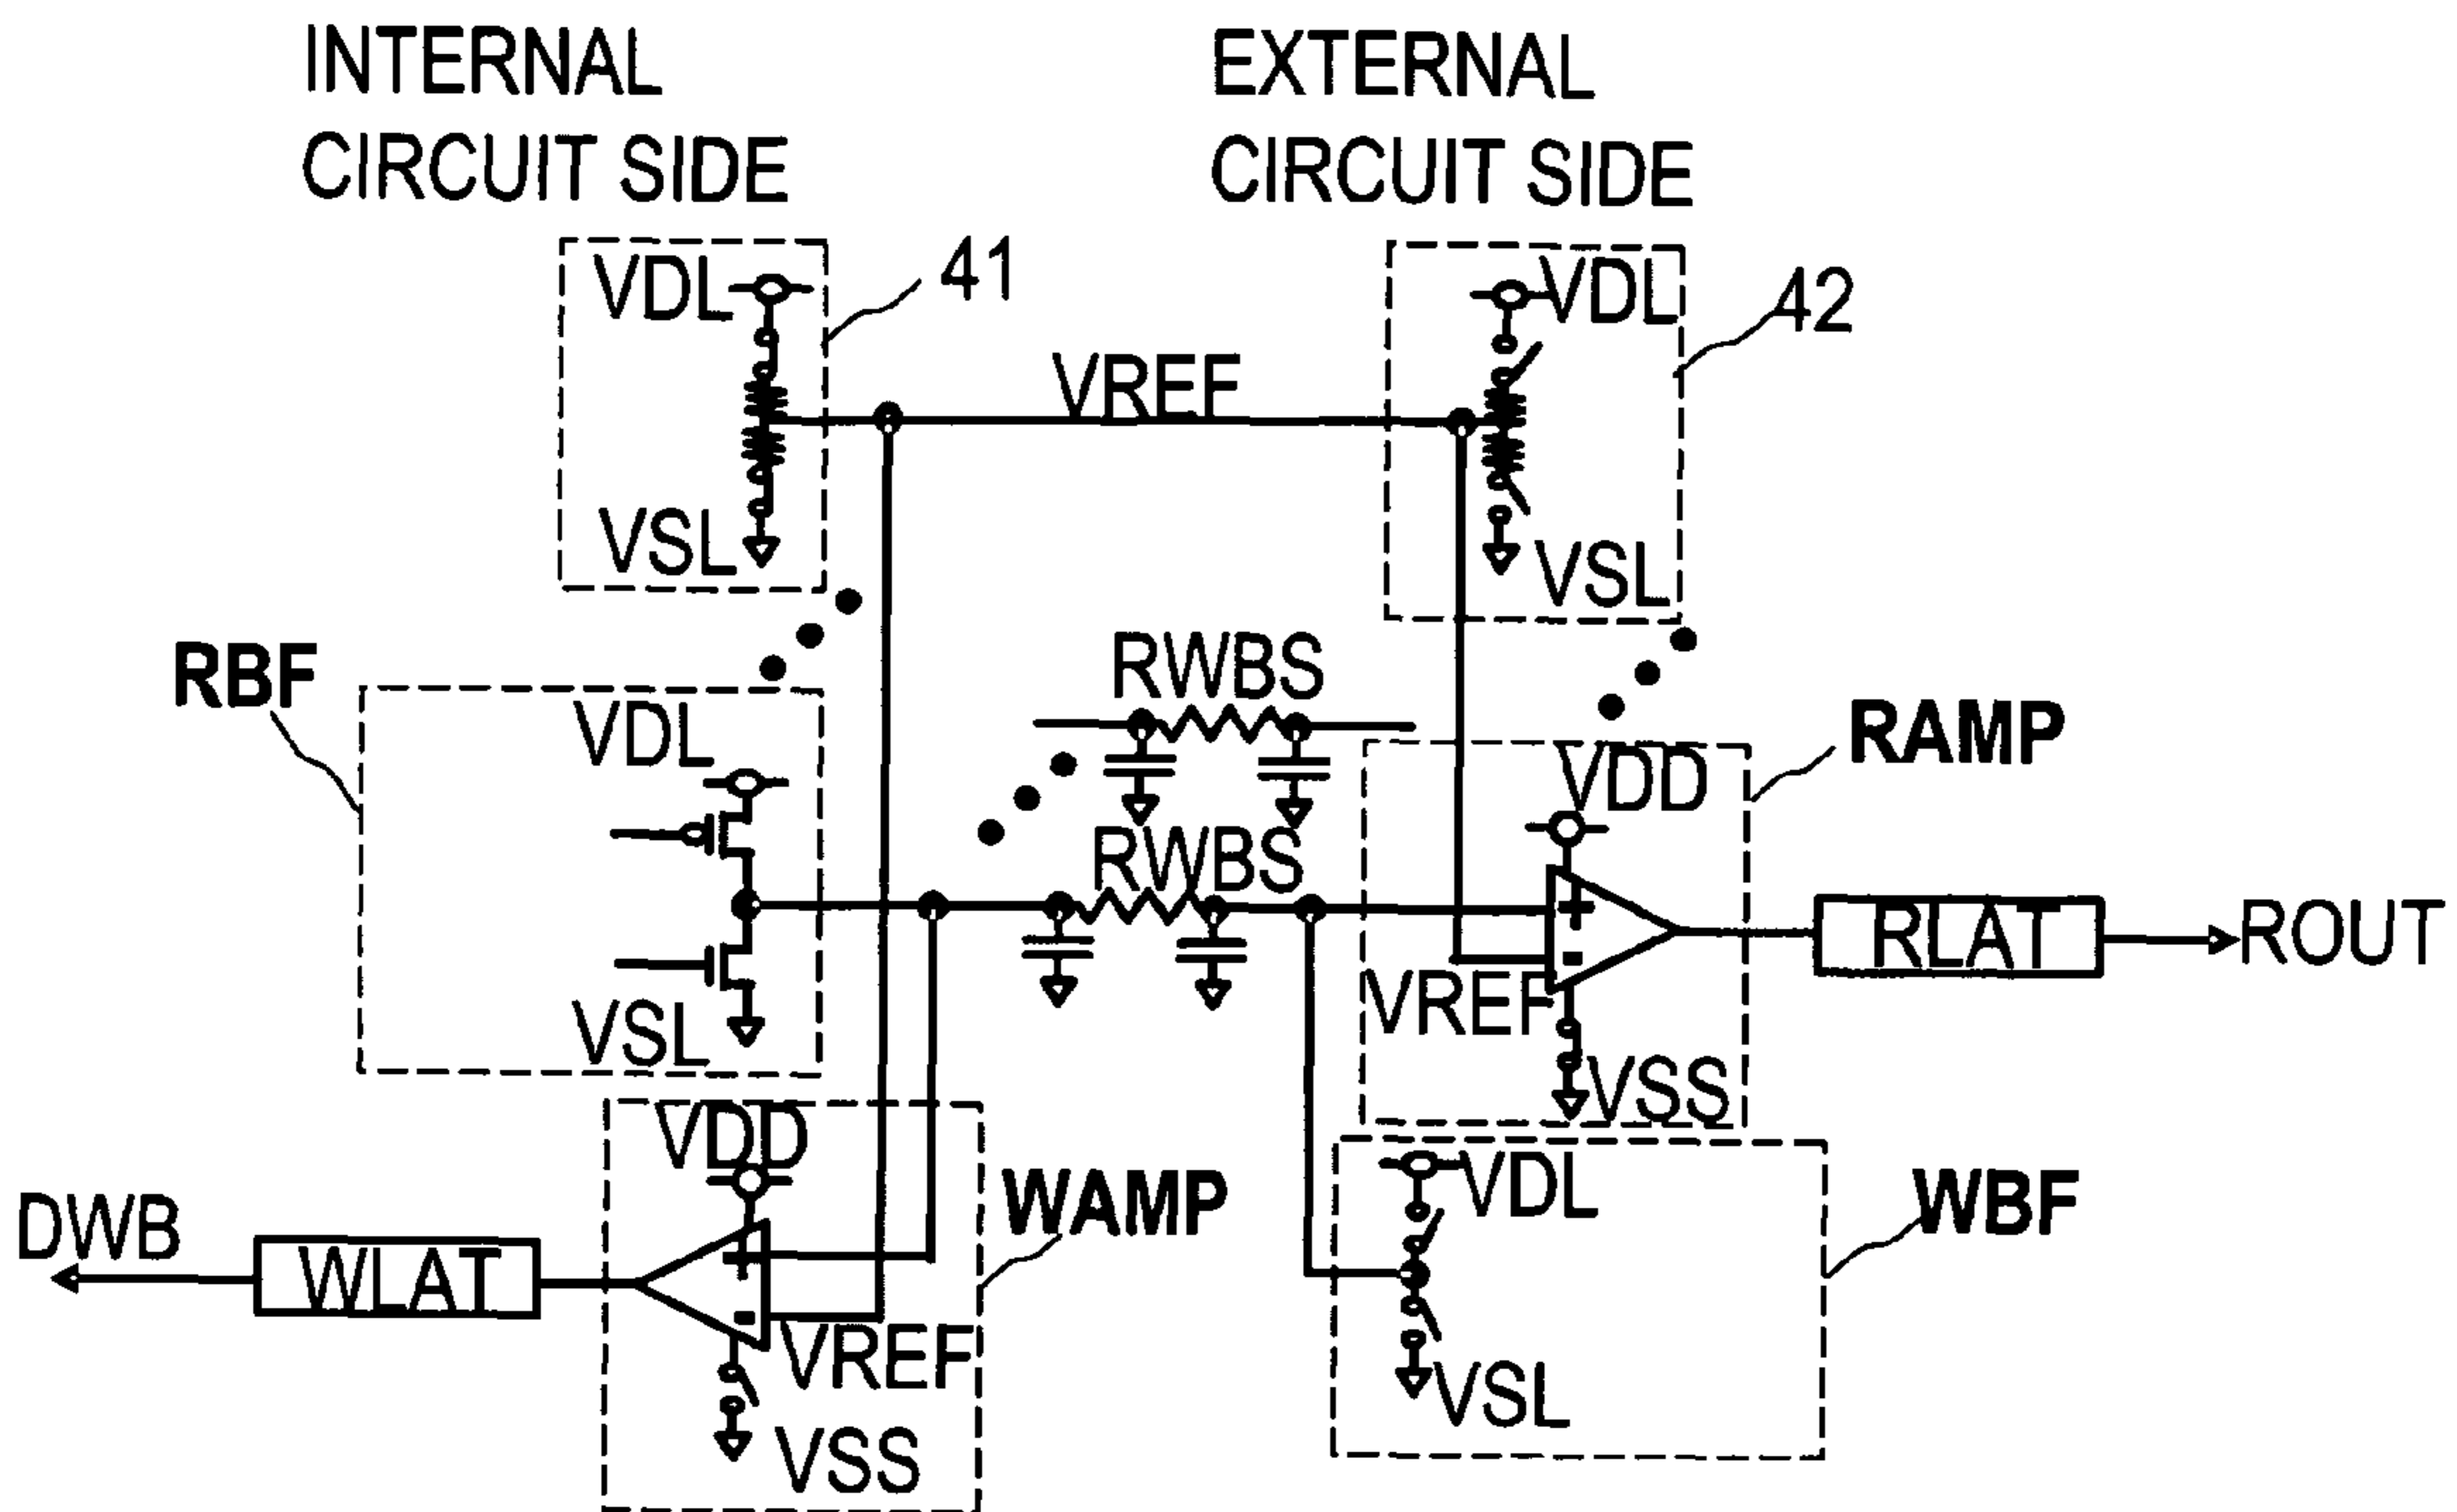 INTERNAL
CIRCUIT SIDE
EXTERNAL
CIRCUIT SIDE
VDL
41
VDL
42
VREF
VSL
VSL
RBF
RWBS
VDL
RAMP
VDD
RWBS
RLAT
ROUT
VREF
VSL
VSS
VDD
WAMP
VDL
WBF
DWB
WLAT
VREF
VSL
VSS